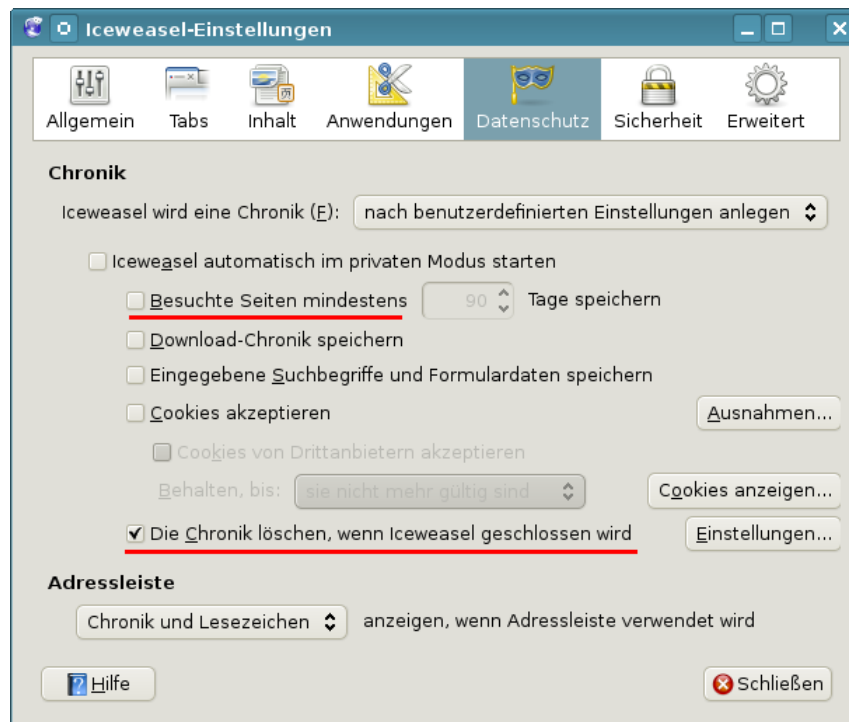 Iceweasel-Einstellungen
Allgemein Tabs Inhalt Anwendungen Datenschutz Sicherheit Erweitert
Chronik
Iceweasel wird eine Chronik (F): nach benutzerdefinierten Einstellungen anlegen
Iceweasel automatisch im privaten Modus starten
Besuchte Seiten mindestens 90 Tage speichern
Download-Chronik speichern
Eingegebene Suchbegriffe und Formulardaten speichern
Cookies akzeptieren Ausnahmen...
Cookies von Drittanbietern akzeptieren
Behalten, bis: sie nicht mehr gültig sind Cookies anzeigen...
Die Chronik löschen, wenn Iceweasel geschlossen wird Einstellungen...
Adressleiste
Chronik und Lesezeichen anzeigen, wenn Adressleiste verwendet wird
Hilfe Schließen